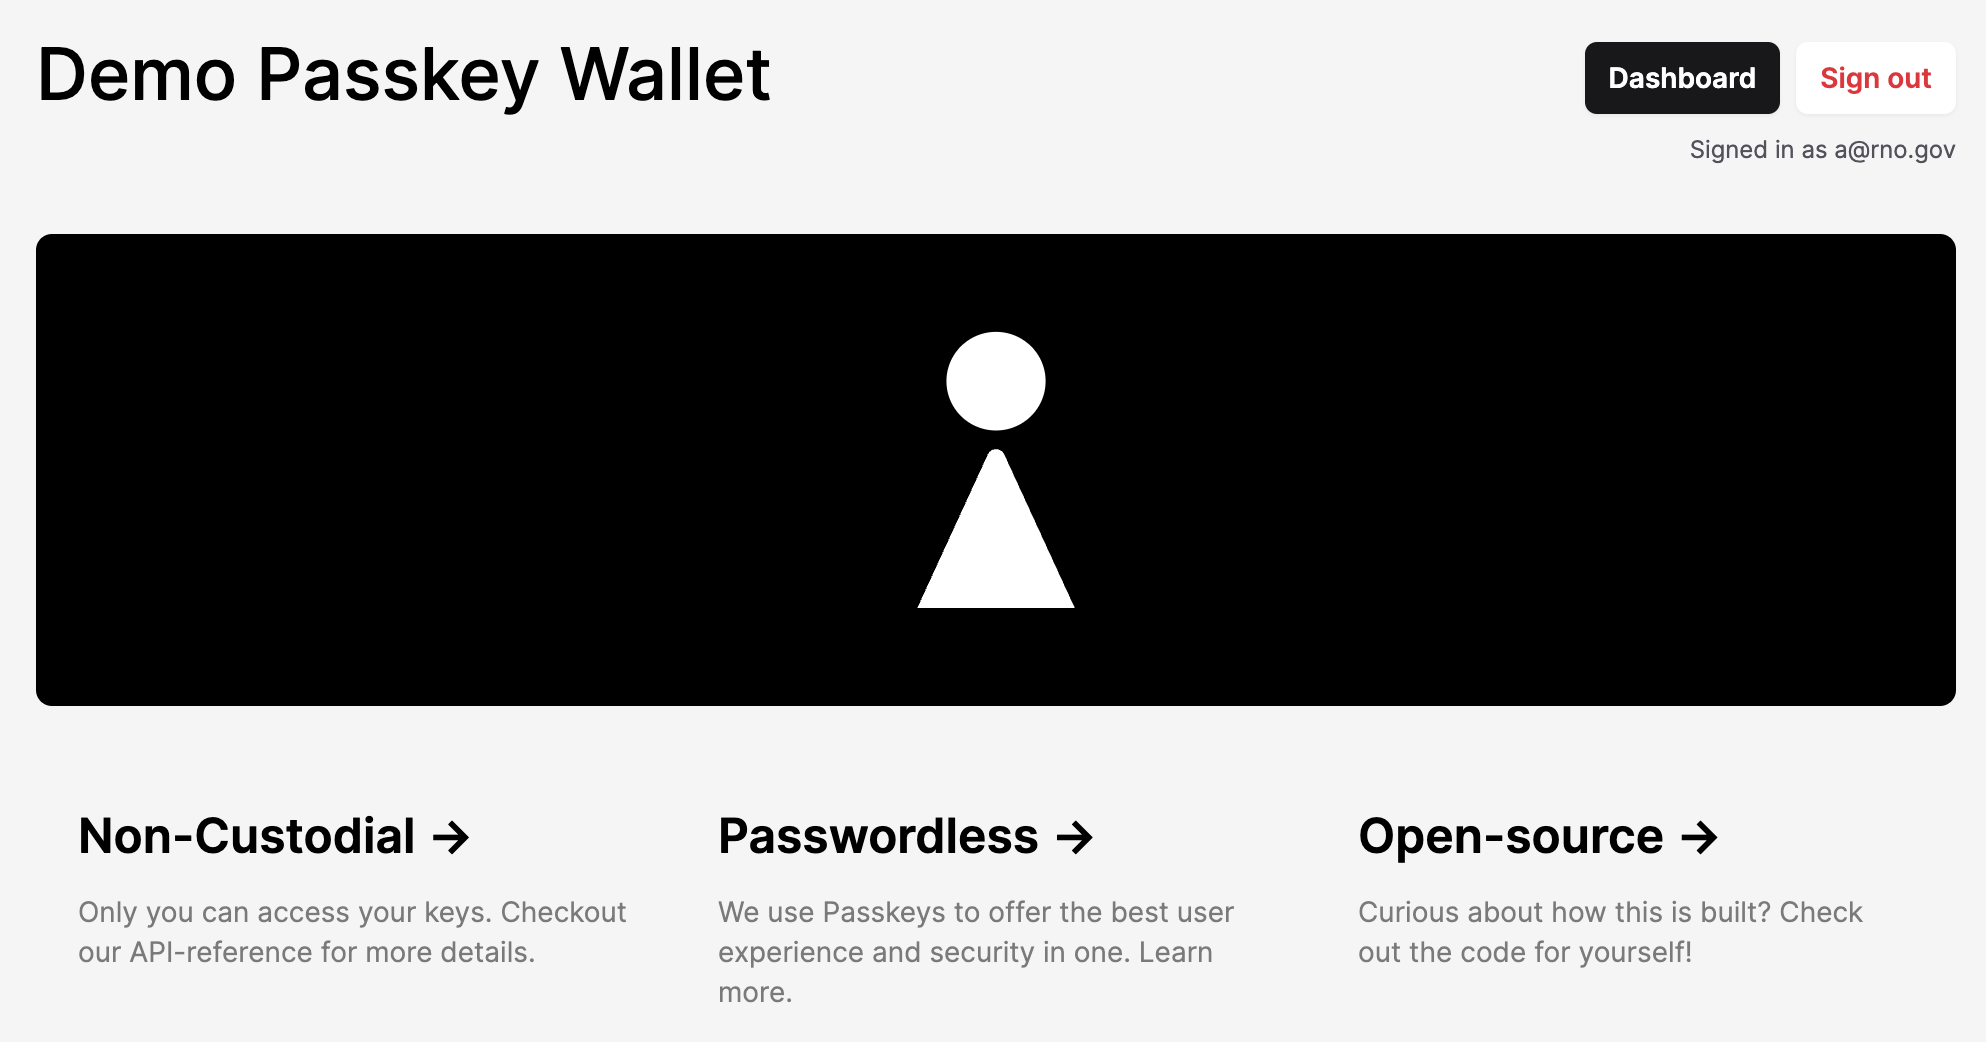 Demo Passkey Wallet
Dashboard
Sign out
Signed in as a@rno.gov
Non-Custodial →
Only you can access your keys. Checkout
our API-reference for more details.
Passwordless →
We use Passkeys to offer the best user
experience and security in one. Learn
more.
Open-source →
Curious about how this is built? Check
out the code for yourself!